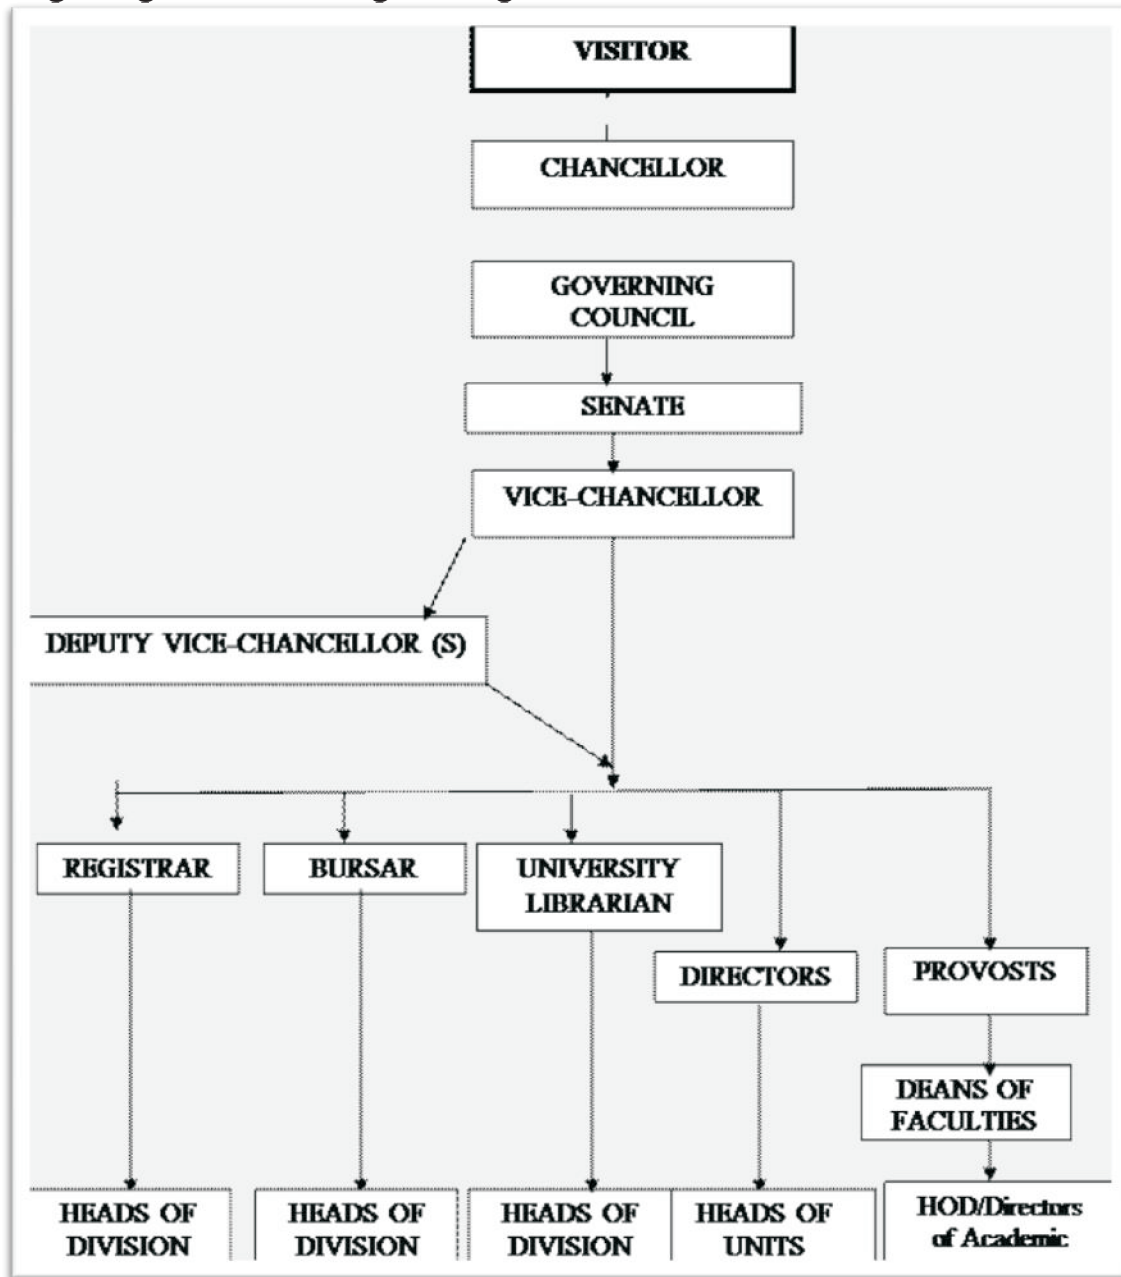 VISITOR
CHANCELLOR
GOVERNING
COUNCIL
SENATE
VICE-CHANCELLOR
DEPUTY VICE-CHANCELLOR (S)
REGISTRAR
BURSAR
UNIVERSITY
LIBRARIAN
DIRECTORS
PROVOSTS
DEANS OF
FACULTIES
HEADS OF
DIVISION
HEADS OF
DIVISION
HEADS OF
DIVISION
HEADS OF
UNITS
HOD/Directors
of Academic